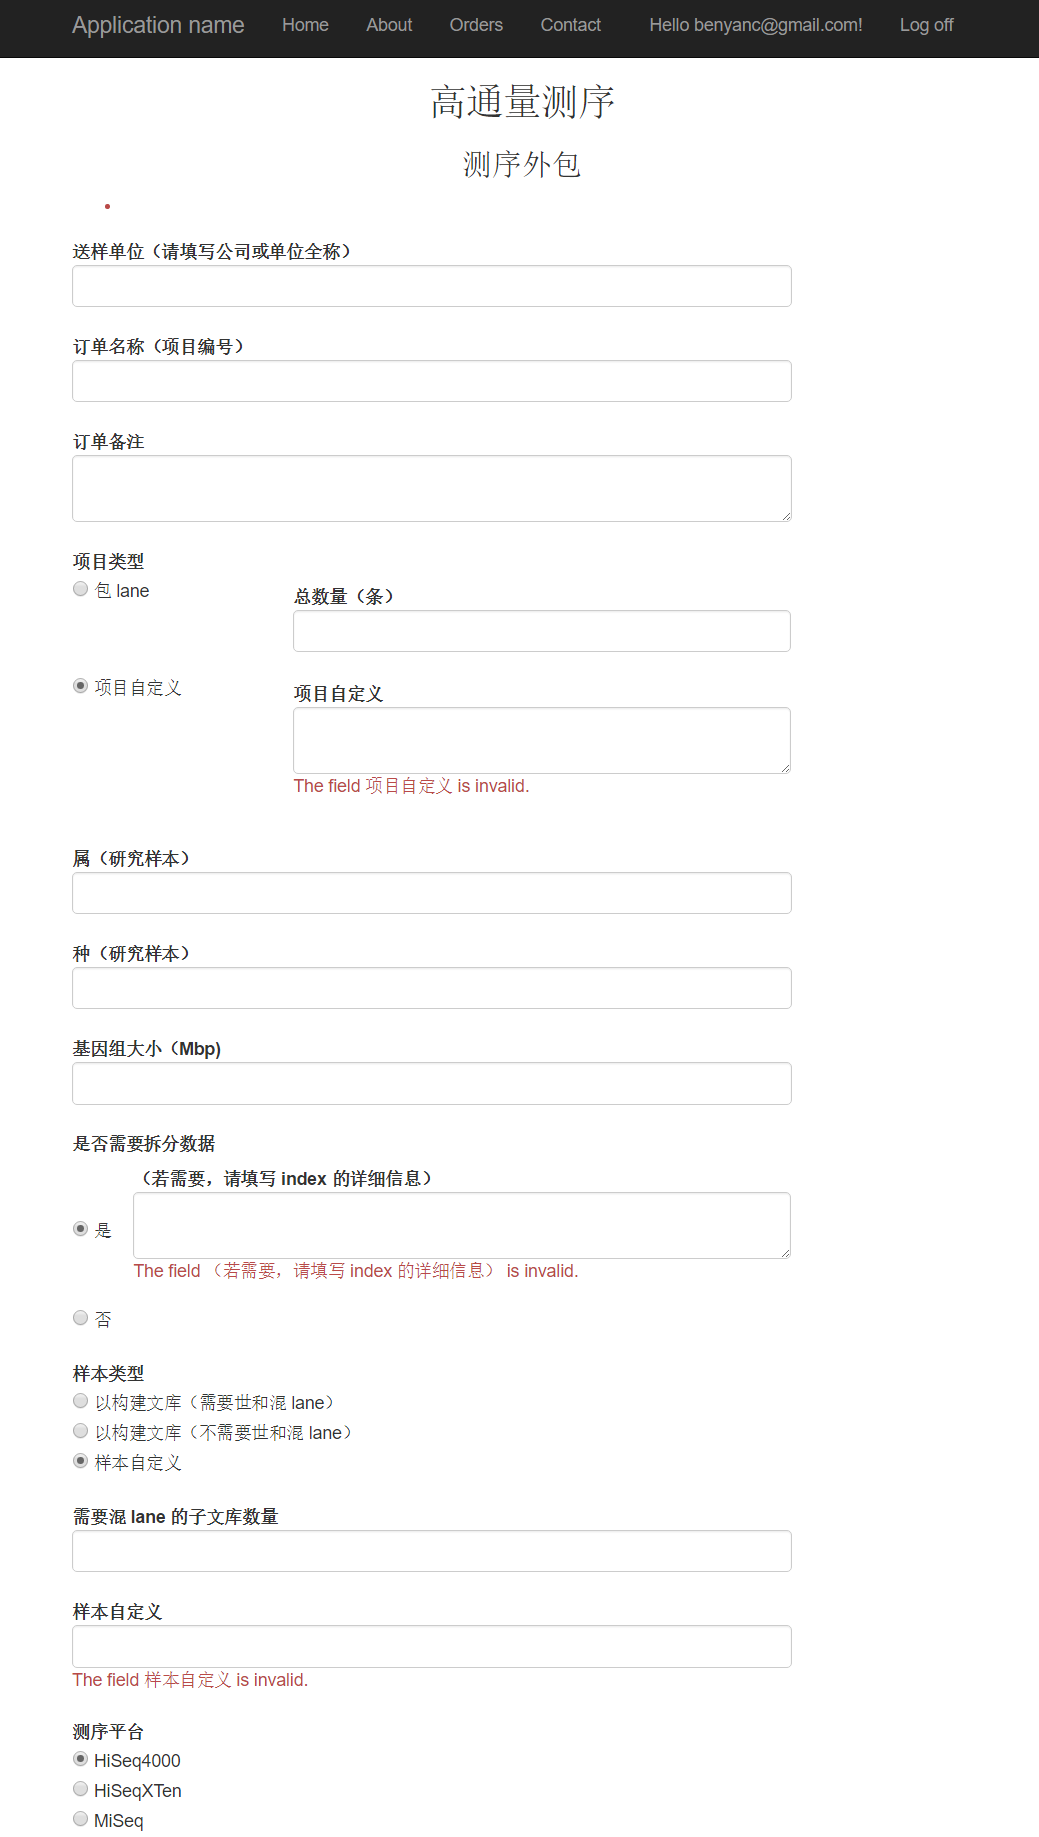 Application name Home About Orders Contact Hello benyanc@gmail.com! Log off
高通量测序
测序外包
送样单位（请填写公司或单位全称）
订单名称（项目编号）
订单备注
项目类型
包 lane
总数量（条）
项目自定义
项目自定义
The field 项目自定义 is invalid.
属（研究样本）
种（研究样本）
基因组大小（Mbp)
是否需要拆分数据
（若需要，请填写 index 的详细信息）
是
The field （若需要，请填写 index 的详细信息） is invalid.
否
样本类型
以构建文库（需要世和混 lane）
以构建文库（不需要世和混 lane）
样本自定义
需要混 lane 的子文库数量
样本自定义
The field 样本自定义 is invalid.
测序平台
HiSeq4000
HiSeqXTen
MiSeq